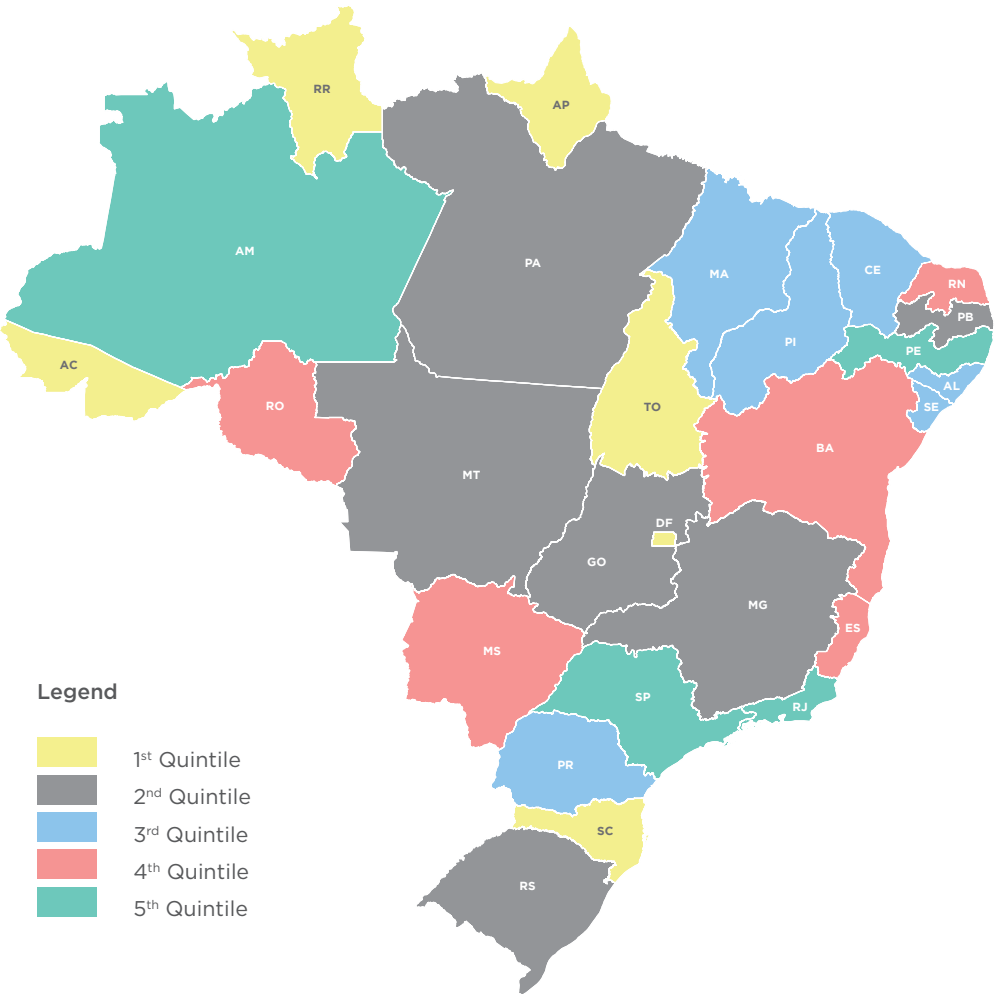 RR
AP
AM
PA
MA
CE
RN
PB
PI
PE
AC
AL
TO
RO
SE
BA
MT
DF
GO
MG
ES
MS
SP
RJ
PR
SC
RS
Legend
1st Quintile
2nd Quintile
3rd Quintile
4th Quintile
5th Quintile